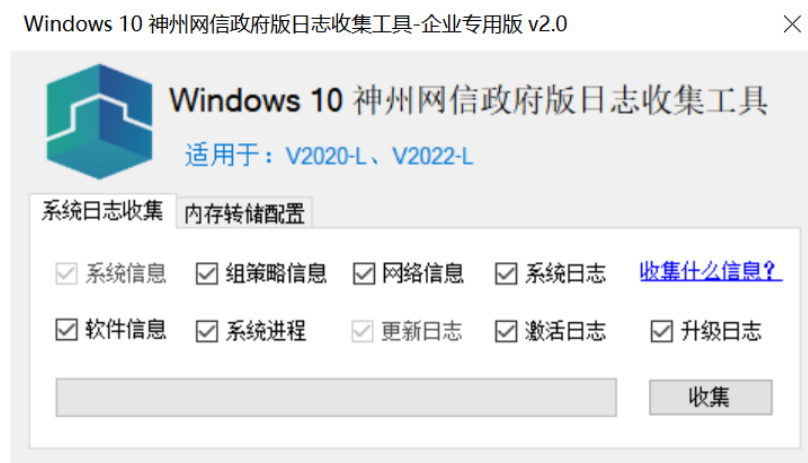 Windows 10 神州网信政府版日志收集工具-企业专用版 v2.0
Windows 10 神州网信政府版日志收集工具
适用于：V2020-L、V2022-L
系统日志收集 内存转储配置
系统信息 组策略信息 网络信息 系统日志 收集什么信息？
软件信息 系统进程 更新日志 激活日志 升级日志
收集